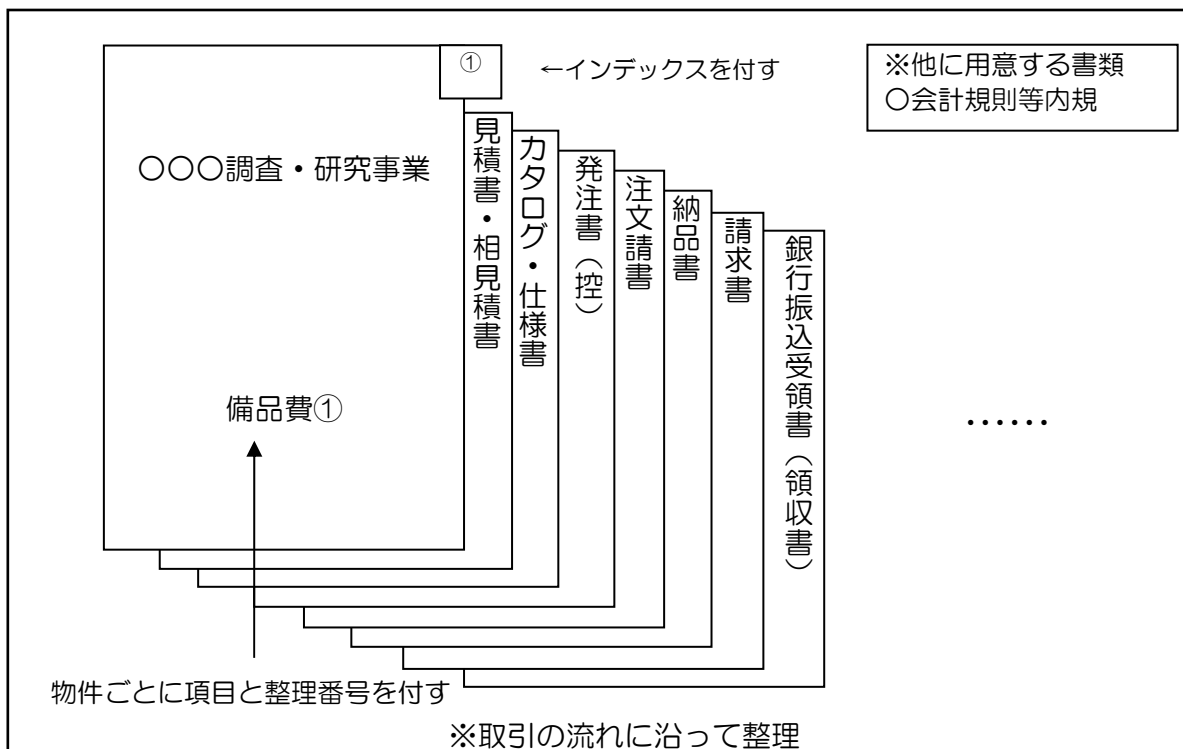 ①
←インデックスを付す
※他に用意する書類
○会計規則等内規
○○○調査・研究事業
備品費①
見積書・相見積書
カタログ・仕様書
発注書（控）
注文請書
納品書
請求書
銀行振込受領書（領収書）
‥‥‥
物件ごとに項目と整理番号を付す
※取引の流れに沿って整理